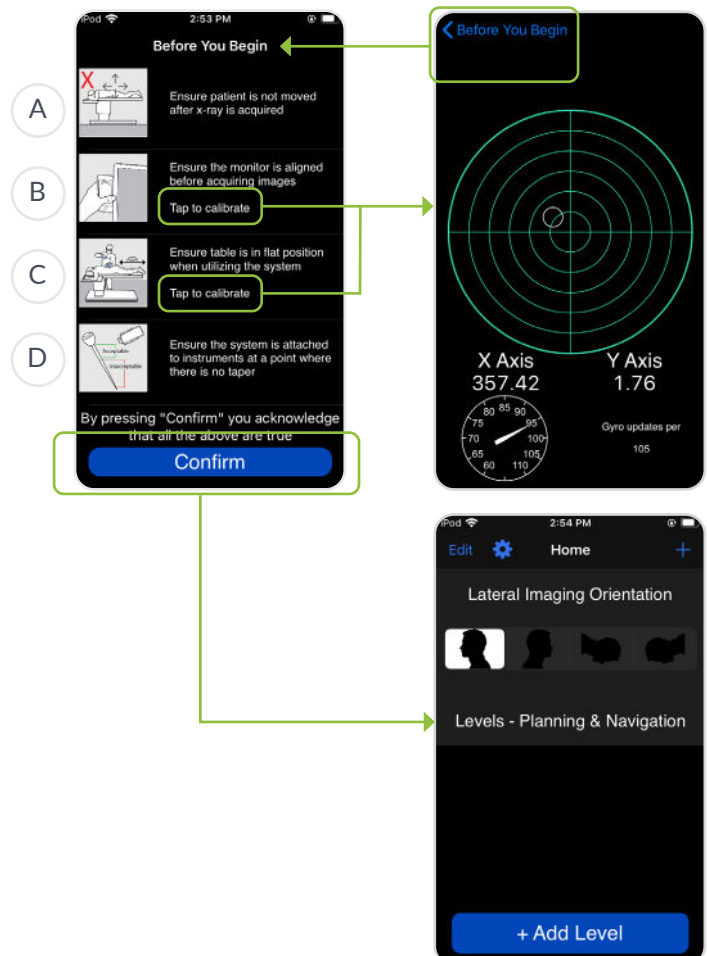 iPod
2:53 PM
Before You Begin
A
X
Ensure patient is not moved
after x-ray is acquired
B
Ensure the monitor is aligned
before acquiring images
Tap to calibrate
C
Ensure table is in flat position
when utilizing the system
Tap to calibrate
D
Acceptable
Unacceptable
Ensure the system is attached
to instruments at a point where
there is no taper
By pressing "Confirm" you acknowledge
that all the above are true
Confirm
Before You Begin
X Axis
357.42
Y Axis
1.76
60
65
70
75
80
85
90
95
100
105
110
Gyro updates per
105
iPod
2:54 PM
Edit
Home
+
Lateral Imaging Orientation
Levels - Planning & Navigation
+ Add Level